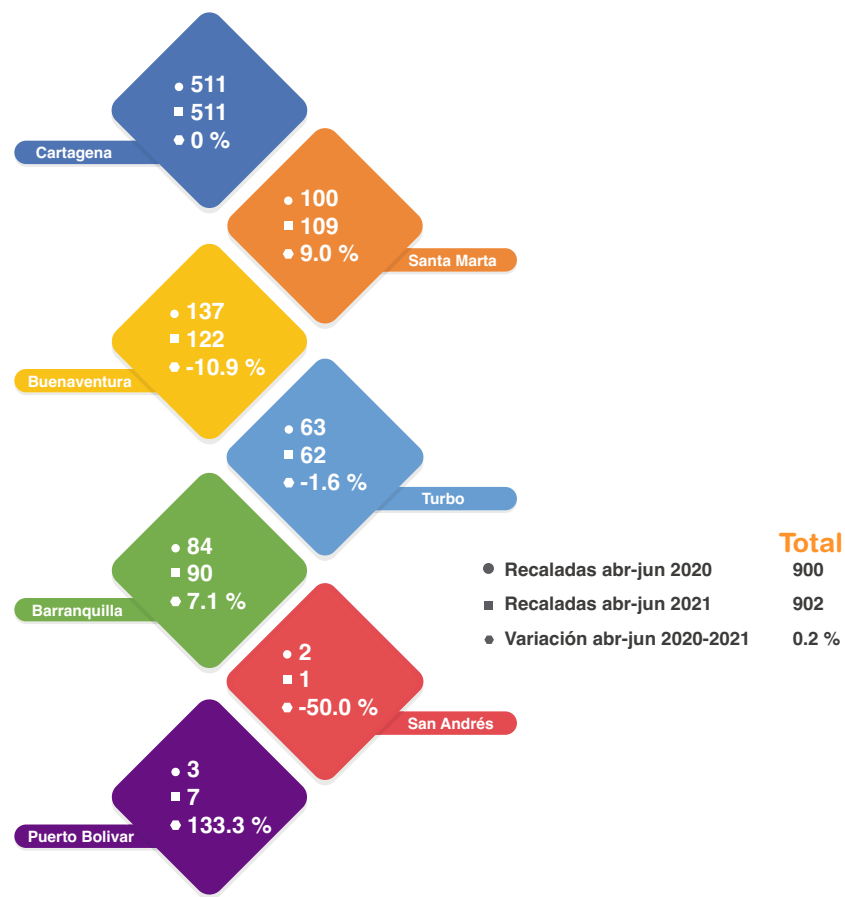 511
511
0 %
Cartagena
100
109
9.0 %
Santa Marta
137
122
-10.9 %
Buenaventura
63
62
-1.6 %
Turbo
84
90
7.1 %
Barranquilla
2
1
-50.0 %
San Andrés
3
7
133.3 %
Puerto Bolivar
Total
Recaladas abr-jun 2020 900
Recaladas abr-jun 2021 902
Variación abr-jun 2020-2021 0.2 %